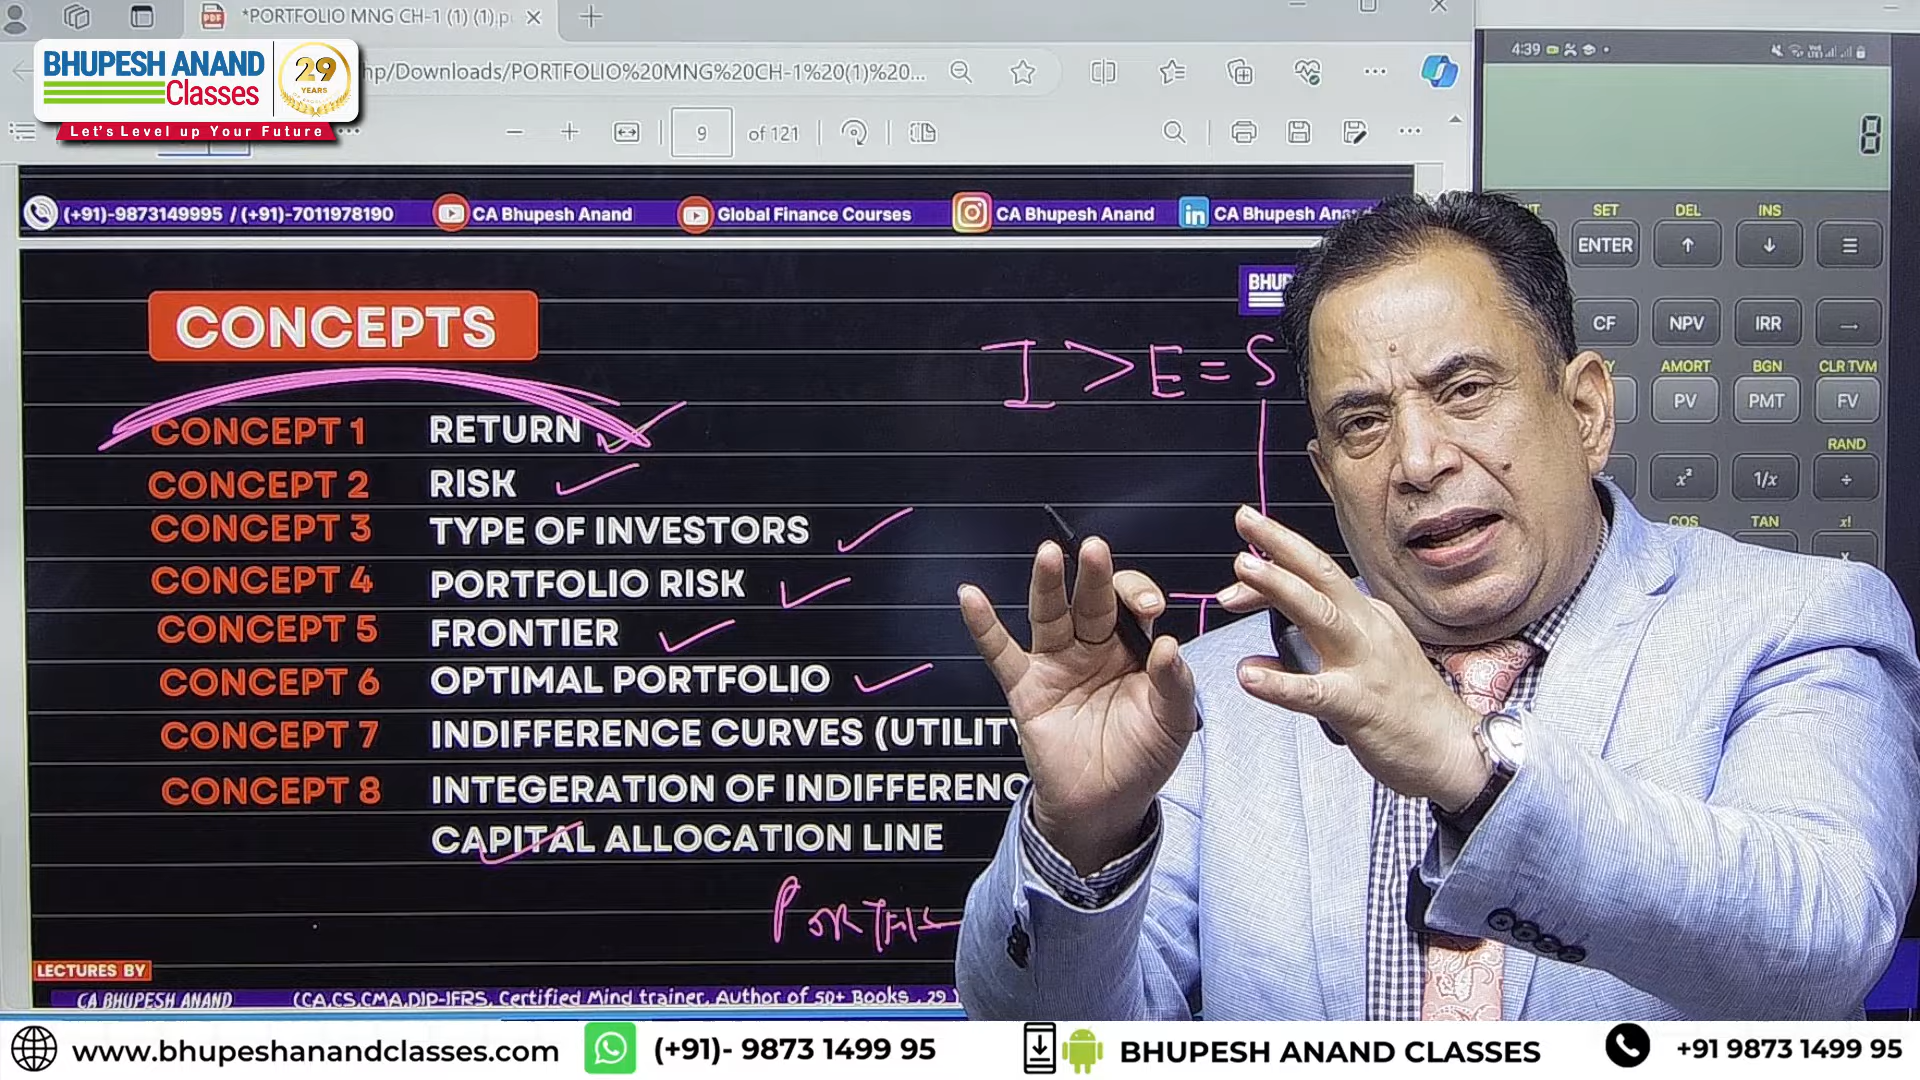 *PORTFOLIO MNG CH-1 (1) (1).p
4:39
BHUPESH ANAND
Classes
29
YEARS
Let's Level up Your Future
hp/Downloads/PORTFOLIO%20MNG%20CH-1%20(1)%20...
8
9 of 121
(+91)-9873149995 / (+91)-7011978190 CA Bhupesh Anand Global Finance Courses CA Bhupesh Anand CA Bhupesh Anand
SET DEL INS
ENTER ↑ ↓
BHUP
CONCEPTS
CF NPV IRR →
I > E = S
AMORT BGN CLR TVM
PV PMT FV
CONCEPT 1 RETURN
RAND
CONCEPT 2 RISK
x² 1/x ÷
CONCEPT 3 TYPE OF INVESTORS
COS TAN x!
CONCEPT 4 PORTFOLIO RISK
CONCEPT 5 FRONTIER
CONCEPT 6 OPTIMAL PORTFOLIO
CONCEPT 7 INDIFFERENCE CURVES (UTILITY
CONCEPT 8 INTEGERATION OF INDIFFERENC
CAPITAL ALLOCATION LINE
LECTURES BY
CA BHUPESH ANAND (CA,CS,CMA,DIP-IFRS, Certified Mind trainer, Author of 50+ Books , 29
www.bhupeshanandclasses.com (+91)- 9873 1499 95 BHUPESH ANAND CLASSES +91 9873 1499 95